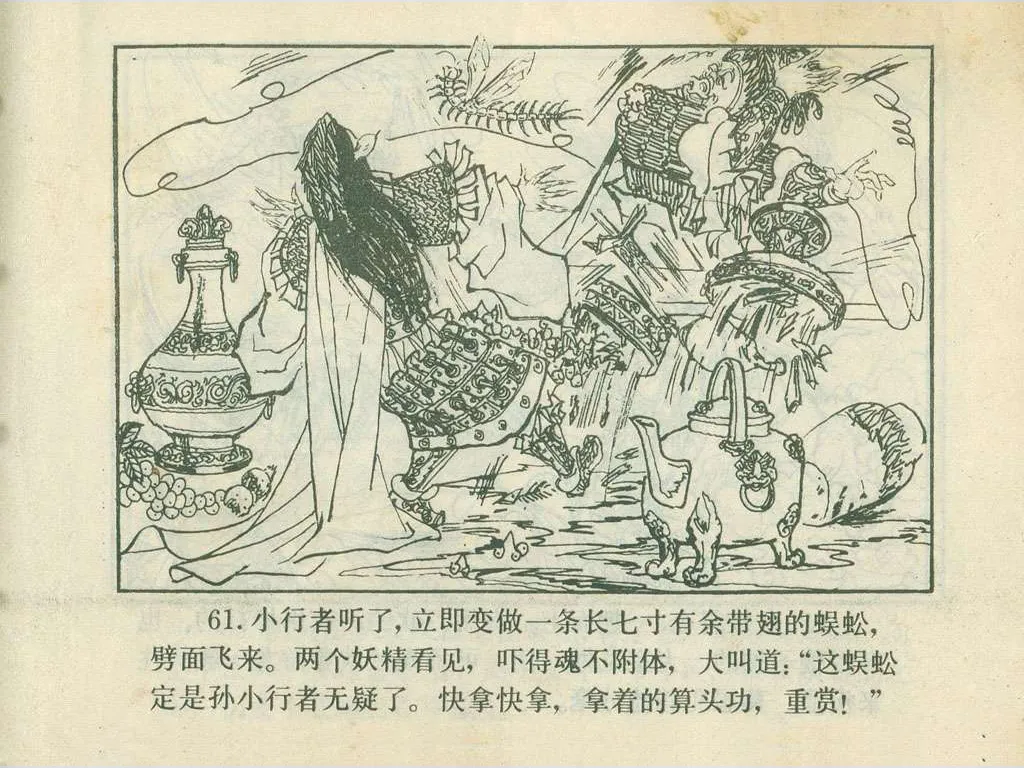 61. 小行者听了，立即变做一条长七寸有余带翅的蜈蚣，
劈面飞来。两个妖精看见，吓得魂不附体，大叫道：“这蜈蚣
定是孙小行者无疑了。快拿快拿，拿着的算头功，重赏！”